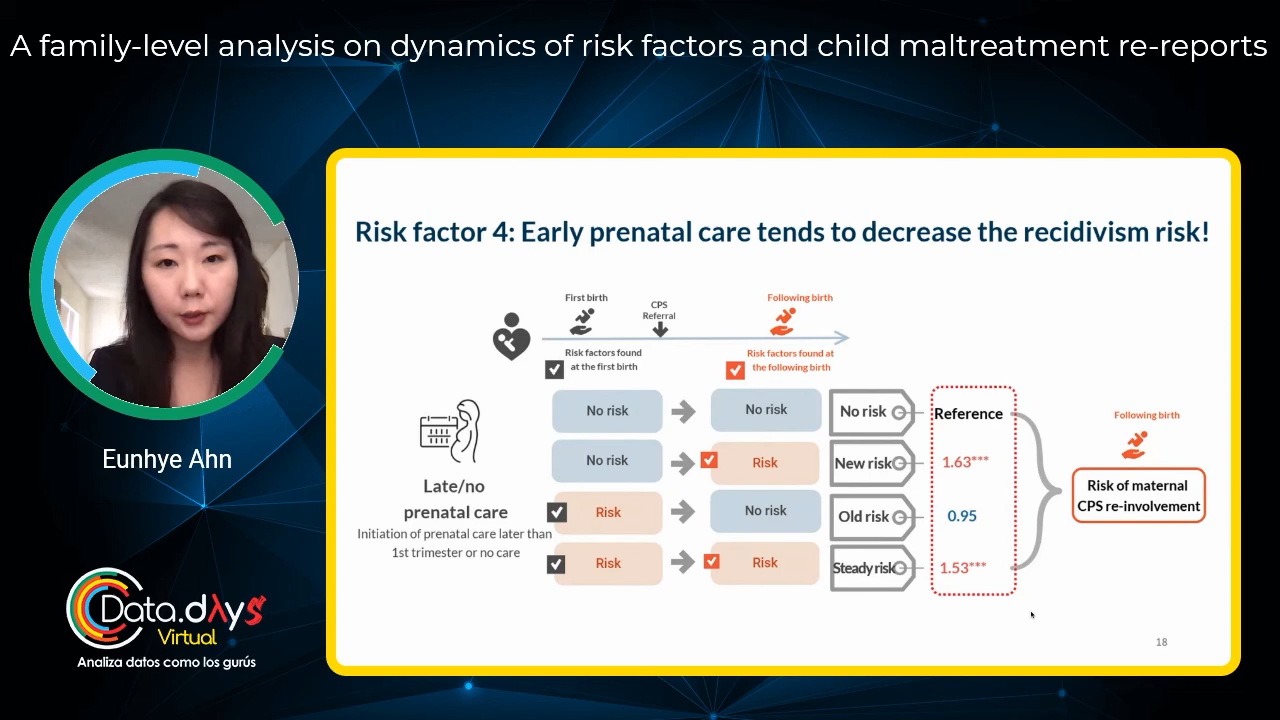 A family-level analysis on dynamics of risk factors and child maltreatment re-reports
Eunhye Ahn
Data.dλys
Virtual
Analiza datos como los gurús
Risk factor 4: Early prenatal care tends to decrease the recidivism risk!
First birth
CPS
Referral
Following birth
Risk factors found
at the first birth
Risk factors found at
the following birth
Late/no
prenatal care
Initiation of prenatal care later than
1st trimester or no care
No risk
No risk
No risk
Reference
No risk
Risk
New risk
1.63***
Risk
No risk
Old risk
0.95
Risk
Risk
Steady risk
1.53***
Following birth
Risk of maternal
CPS re-involvement
18